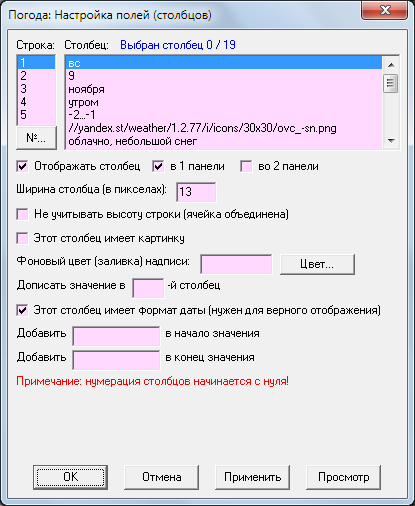 Погода: Настройка полей (столбцов)
Строка: Столбец: Выбран столбец 0 / 19
1 вс
2 9
3 ноября
4 утром
5 -2...-1
№... //yandex.st/weather/1.2.77/i/icons/30x30/ovc_-sn.png
облачно, небольшой снег
Отображать столбец в 1 панели во 2 панели
Ширина столбца (в пикселах): 13
Не учитывать высоту строки (ячейка объединена)
Этот столбец имеет картинку
Фоновый цвет (заливка) надписи: Цвет...
Дописать значение в -й столбец
Этот столбец имеет формат даты (нужен для верного отображения)
Добавить в начало значения
Добавить в конец значения
Примечание: нумерация столбцов начинается с нуля!
OK Отмена Применить Просмотр